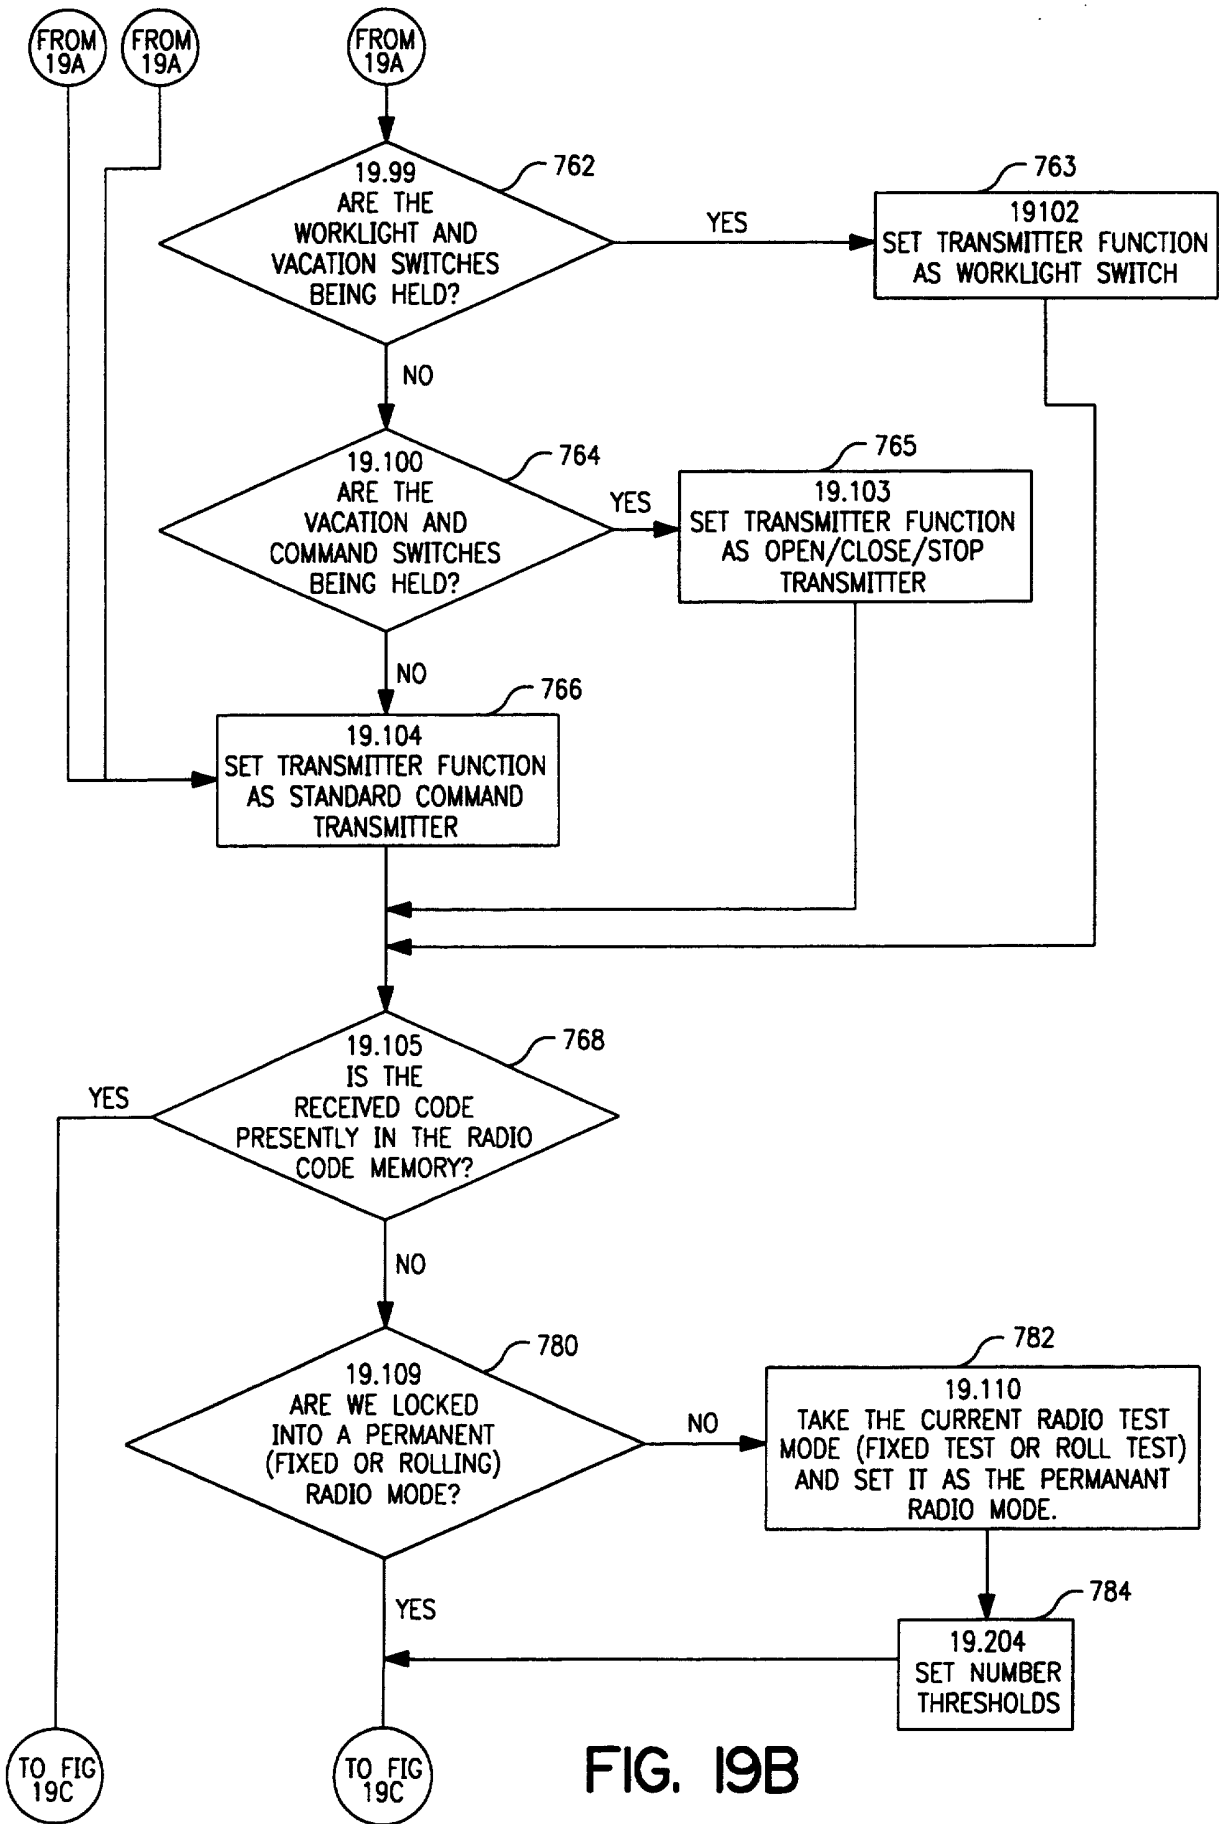 FROM
19A
FROM
19A
FROM
19A
762
19.99
ARE THE
WORKLIGHT AND
VACATION SWITCHES
BEING HELD?
YES
763
19102
SET TRANSMITTER FUNCTION
AS WORKLIGHT SWITCH
NO
764
19.100
ARE THE
VACATION AND
COMMAND SWITCHES
BEING HELD?
YES
765
19.103
SET TRANSMITTER FUNCTION
AS OPEN/CLOSE/STOP
TRANSMITTER
NO
766
19.104
SET TRANSMITTER FUNCTION
AS STANDARD COMMAND
TRANSMITTER
768
19.105
IS THE
RECEIVED CODE
PRESENTLY IN THE RADIO
CODE MEMORY?
YES
NO
780
19.109
ARE WE LOCKED
INTO A PERMANENT
(FIXED OR ROLLING)
RADIO MODE?
NO
782
19.110
TAKE THE CURRENT RADIO TEST
MODE (FIXED TEST OR ROLL TEST)
AND SET IT AS THE PERMANANT
RADIO MODE.
YES
784
19.204
SET NUMBER
THRESHOLDS
TO FIG
19C
TO FIG
19C
FIG. 19B